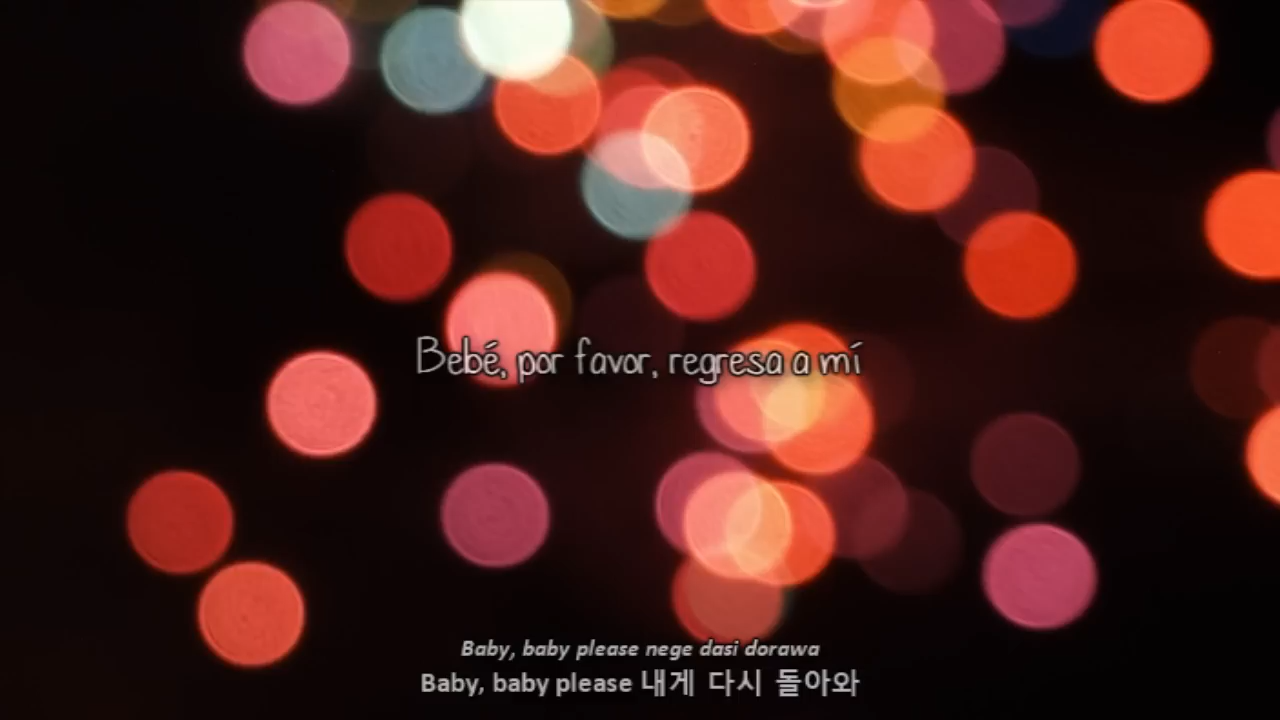 Bebé, por favor, regresa a mí
Baby, baby please nege dasi dorawa
Baby, baby please 내게 다시 돌아와